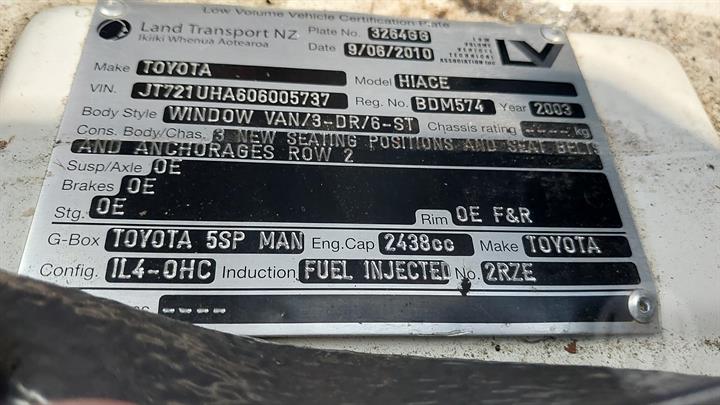 Low Volume Vehicle Certification Plate
Land Transport NZ
Ikiiki Whenua Aotearoa
Plate No. 3264GG
Date 9/06/2010
LOW
VOLUME
VEHICLE
TECHNICAL
ASSOCIATION INC
LV
Make TOYOTA Model HIACE
VIN. JT721UHA606005737 Reg. No. BDM574 Year 2003
Body Style WINDOW VAN/3-DR/6-ST Chassis rating ---- kg
Cons. Body/Chas. 3 NEW SEATING POSITIONS AND SEAT BELTS
AND ANCHORAGES ROW 2
Susp/Axle OE
Brakes OE
Stg. OE Rim OE F&R
G-Box TOYOTA 5SP MAN Eng.Cap 2438cc Make TOYOTA
Config. IL4-OHC Induction FUEL INJECTED No. 2RZE
----